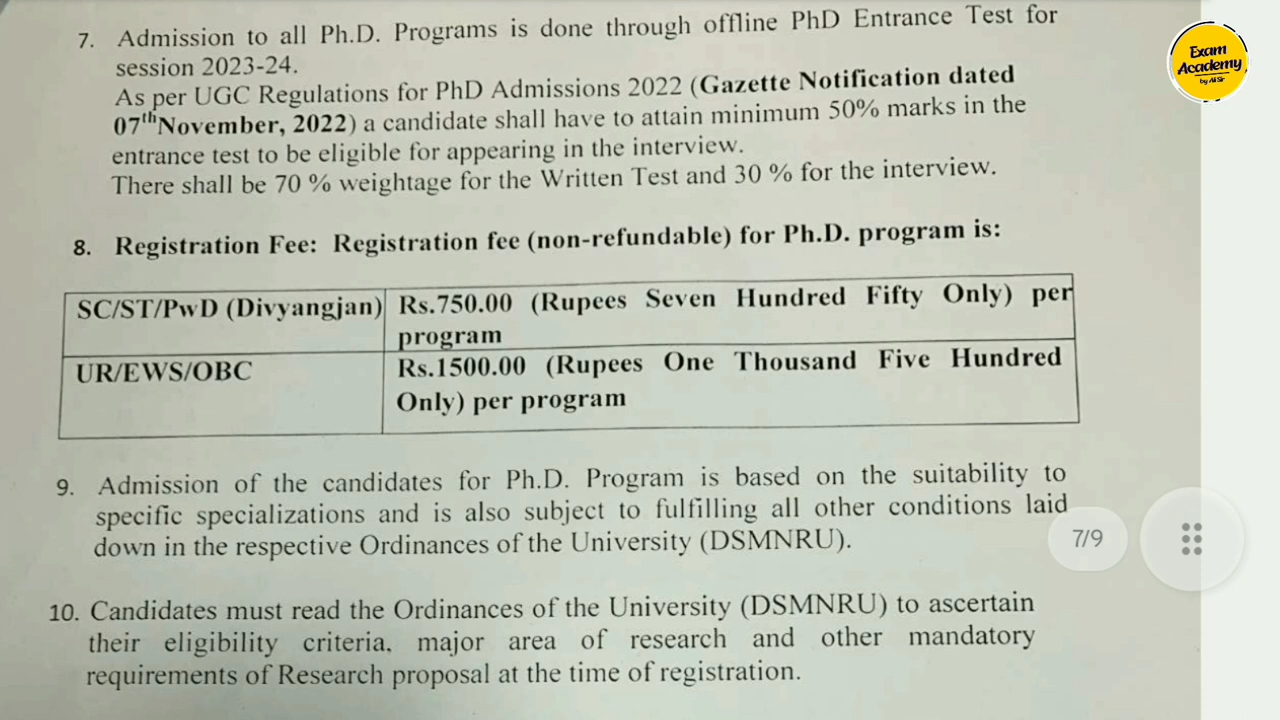 7. Admission to all Ph.D. Programs is done through offline PhD Entrance Test for
session 2023-24.
As per UGC Regulations for PhD Admissions 2022 (Gazette Notification dated
07thNovember, 2022) a candidate shall have to attain minimum 50% marks in the
entrance test to be eligible for appearing in the interview.
There shall be 70 % weightage for the Written Test and 30 % for the interview.
8. Registration Fee: Registration fee (non-refundable) for Ph.D. program is:
SC/ST/PwD (Divyangjan) Rs.750.00 (Rupees Seven Hundred Fifty Only) per
program
UR/EWS/OBC Rs.1500.00 (Rupees One Thousand Five Hundred
Only) per program
9. Admission of the candidates for Ph.D. Program is based on the suitability to
specific specializations and is also subject to fulfilling all other conditions laid
down in the respective Ordinances of the University (DSMNRU).
10. Candidates must read the Ordinances of the University (DSMNRU) to ascertain
their eligibility criteria, major area of research and other mandatory
requirements of Research proposal at the time of registration.
Exam
Academy
7/9